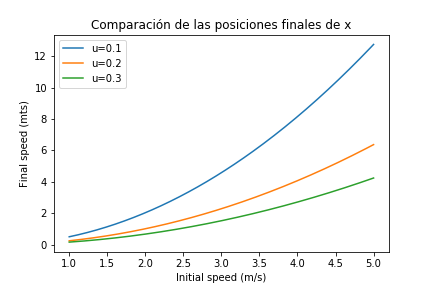 Comparación de las posiciones finales de x
u=0.1
u=0.2
u=0.3
Final speed (mts)
12
10
8
6
4
2
0
1.0 1.5 2.0 2.5 3.0 3.5 4.0 4.5 5.0
Initial speed (m/s)